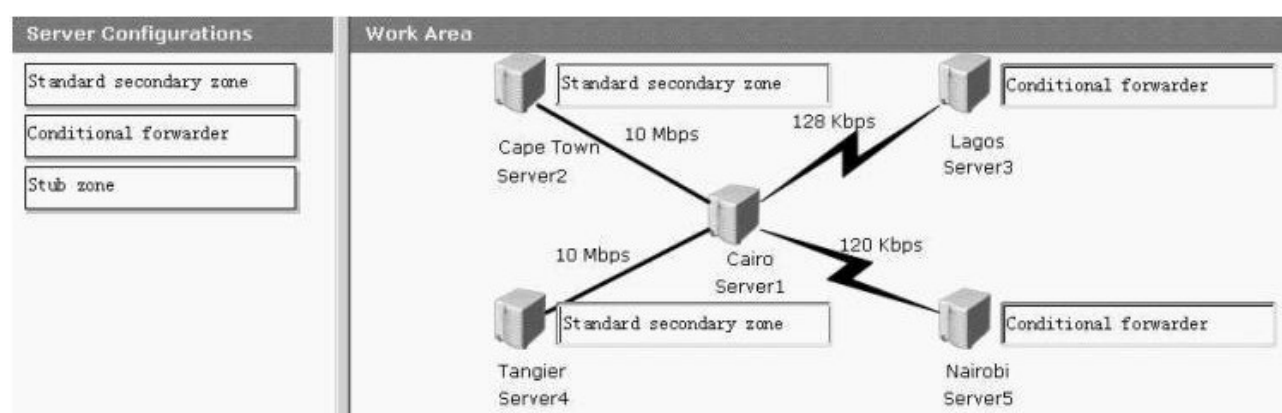 Server Configurations
Standard secondary zone
Conditional forwarder
Stub zone
Work Area
Standard secondary zone
Cape Town
Server2
10 Mbps
128 Kbps
Conditional forwarder
Lagos
Server3
10 Mbps
Cairo
Server1
120 Kbps
Standard secondary zone
Tangier
Server4
Conditional forwarder
Nairobi
Server5